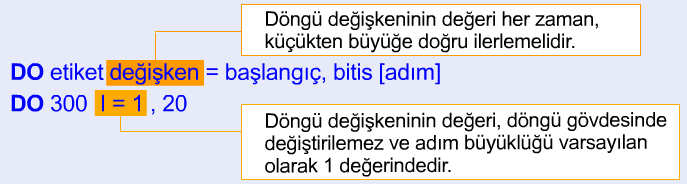 Döngü değişkeninin değeri her zaman,
küçükten büyüğe doğru ilerlemelidir.
DO etiket değişken = başlangıç, bitis [adım]
DO 300 I = 1 , 20
Döngü değişkeninin değeri, döngü gövdesinde
değiştirilemez ve adım büyüklüğü varsayılan
olarak 1 değerindedir.